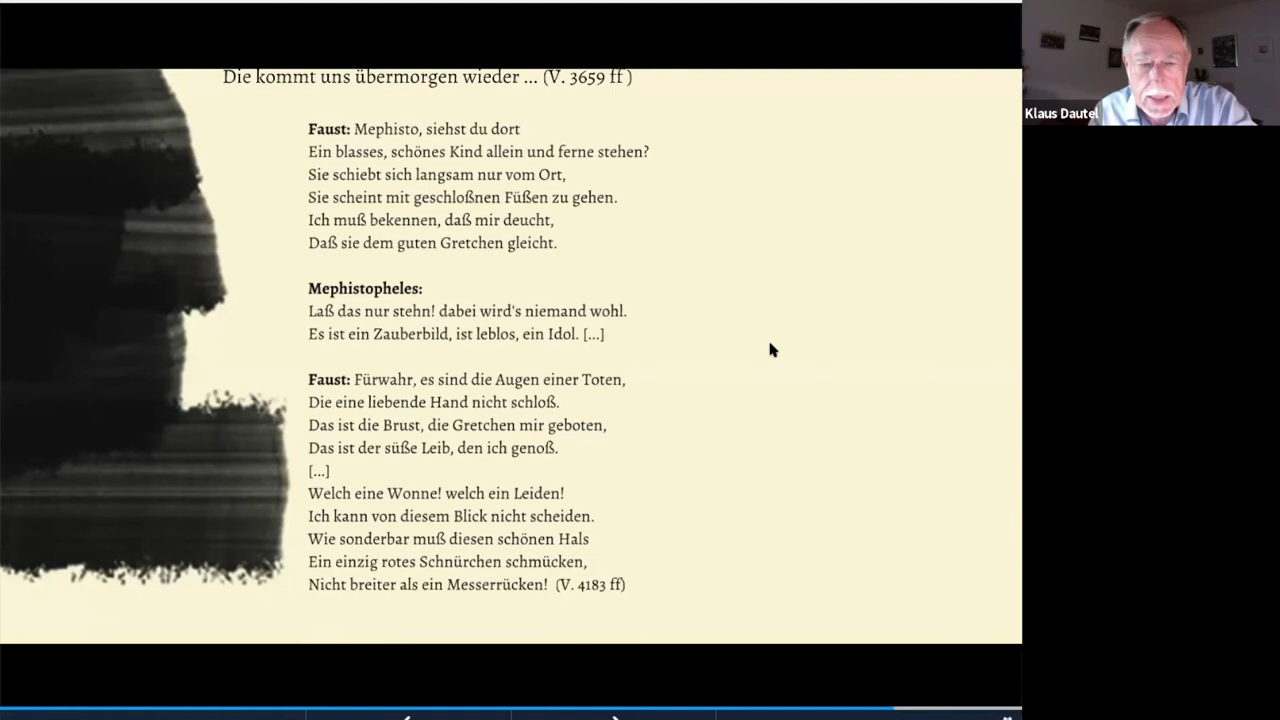 Die kommt uns übermorgen wieder ... (V. 3659 ff )
Faust: Mephisto, siehst du dort
Ein blasses, schönes Kind allein und ferne stehen?
Sie schiebt sich langsam nur vom Ort,
Sie scheint mit geschloßnen Füßen zu gehen.
Ich muß bekennen, daß mir deucht,
Daß sie dem guten Gretchen gleicht.
Mephistopheles:
Laß das nur stehn! dabei wird's niemand wohl.
Es ist ein Zauberbild, ist leblos, ein Idol. [...]
Faust: Fürwahr, es sind die Augen einer Toten,
Die eine liebende Hand nicht schloß.
Das ist die Brust, die Gretchen mir geboten,
Das ist der süße Leib, den ich genoß.
[...]
Welch eine Wonne! welch ein Leiden!
Ich kann von diesem Blick nicht scheiden.
Wie sonderbar muß diesen schönen Hals
Ein einzig rotes Schnürchen schmücken,
Nicht breiter als ein Messerrücken! (V. 4183 ff)
Klaus Dautel